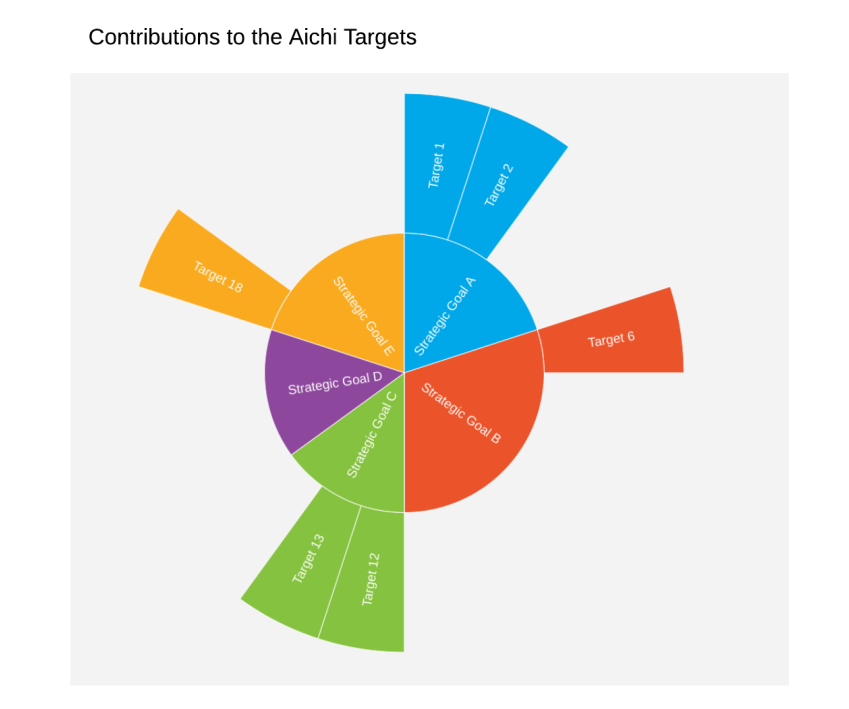 Contributions to the Aichi Targets
Target 1
Target 2
Target 18
Strategic Goal E
Strategic Goal A
Target 6
Strategic Goal D
Strategic Goal C
Strategic Goal B
Target 13
Target 12